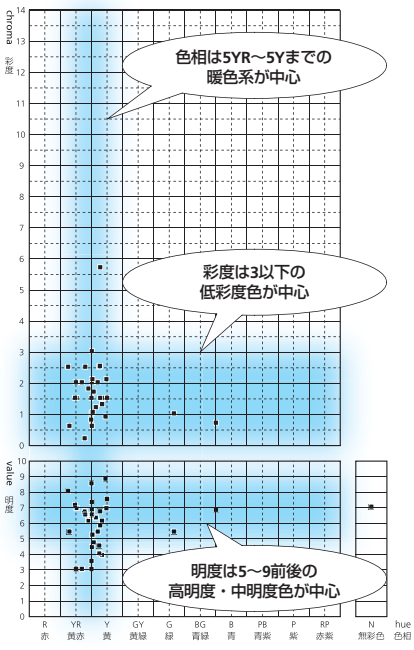 chroma 彩度
14
13
12
11
10
9
8
7
6
5
4
3
2
1
0
色相は5YR〜5Yまでの
暖色系が中心
彩度は3以下の
低彩度色が中心
value 明度
10
9
8
7
6
5
4
3
2
1
0
明度は5〜9前後の
高明度・中明度色が中心
R YR Y GY G BG B PB P RP N hue
赤 黄赤 黄 黄緑 緑 青緑 青 青紫 紫 赤紫 無彩色 色相